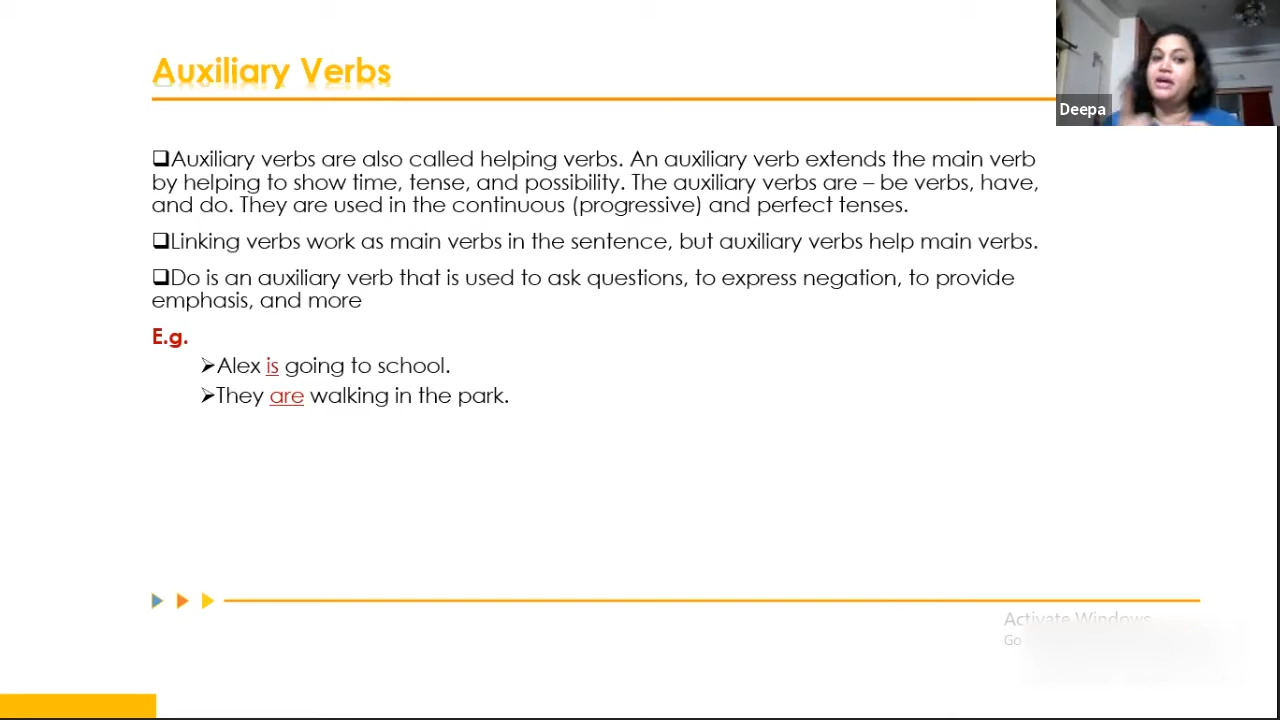 Auxiliary Verbs
Deepa
❑Auxiliary verbs are also called helping verbs. An auxiliary verb extends the main verb
by helping to show time, tense, and possibility. The auxiliary verbs are – be verbs, have,
and do. They are used in the continuous (progressive) and perfect tenses.
❑Linking verbs work as main verbs in the sentence, but auxiliary verbs help main verbs.
❑Do is an auxiliary verb that is used to ask questions, to express negation, to provide
emphasis, and more
E.g.
➢Alex is going to school.
➢They are walking in the park.
Activate Windows
Go